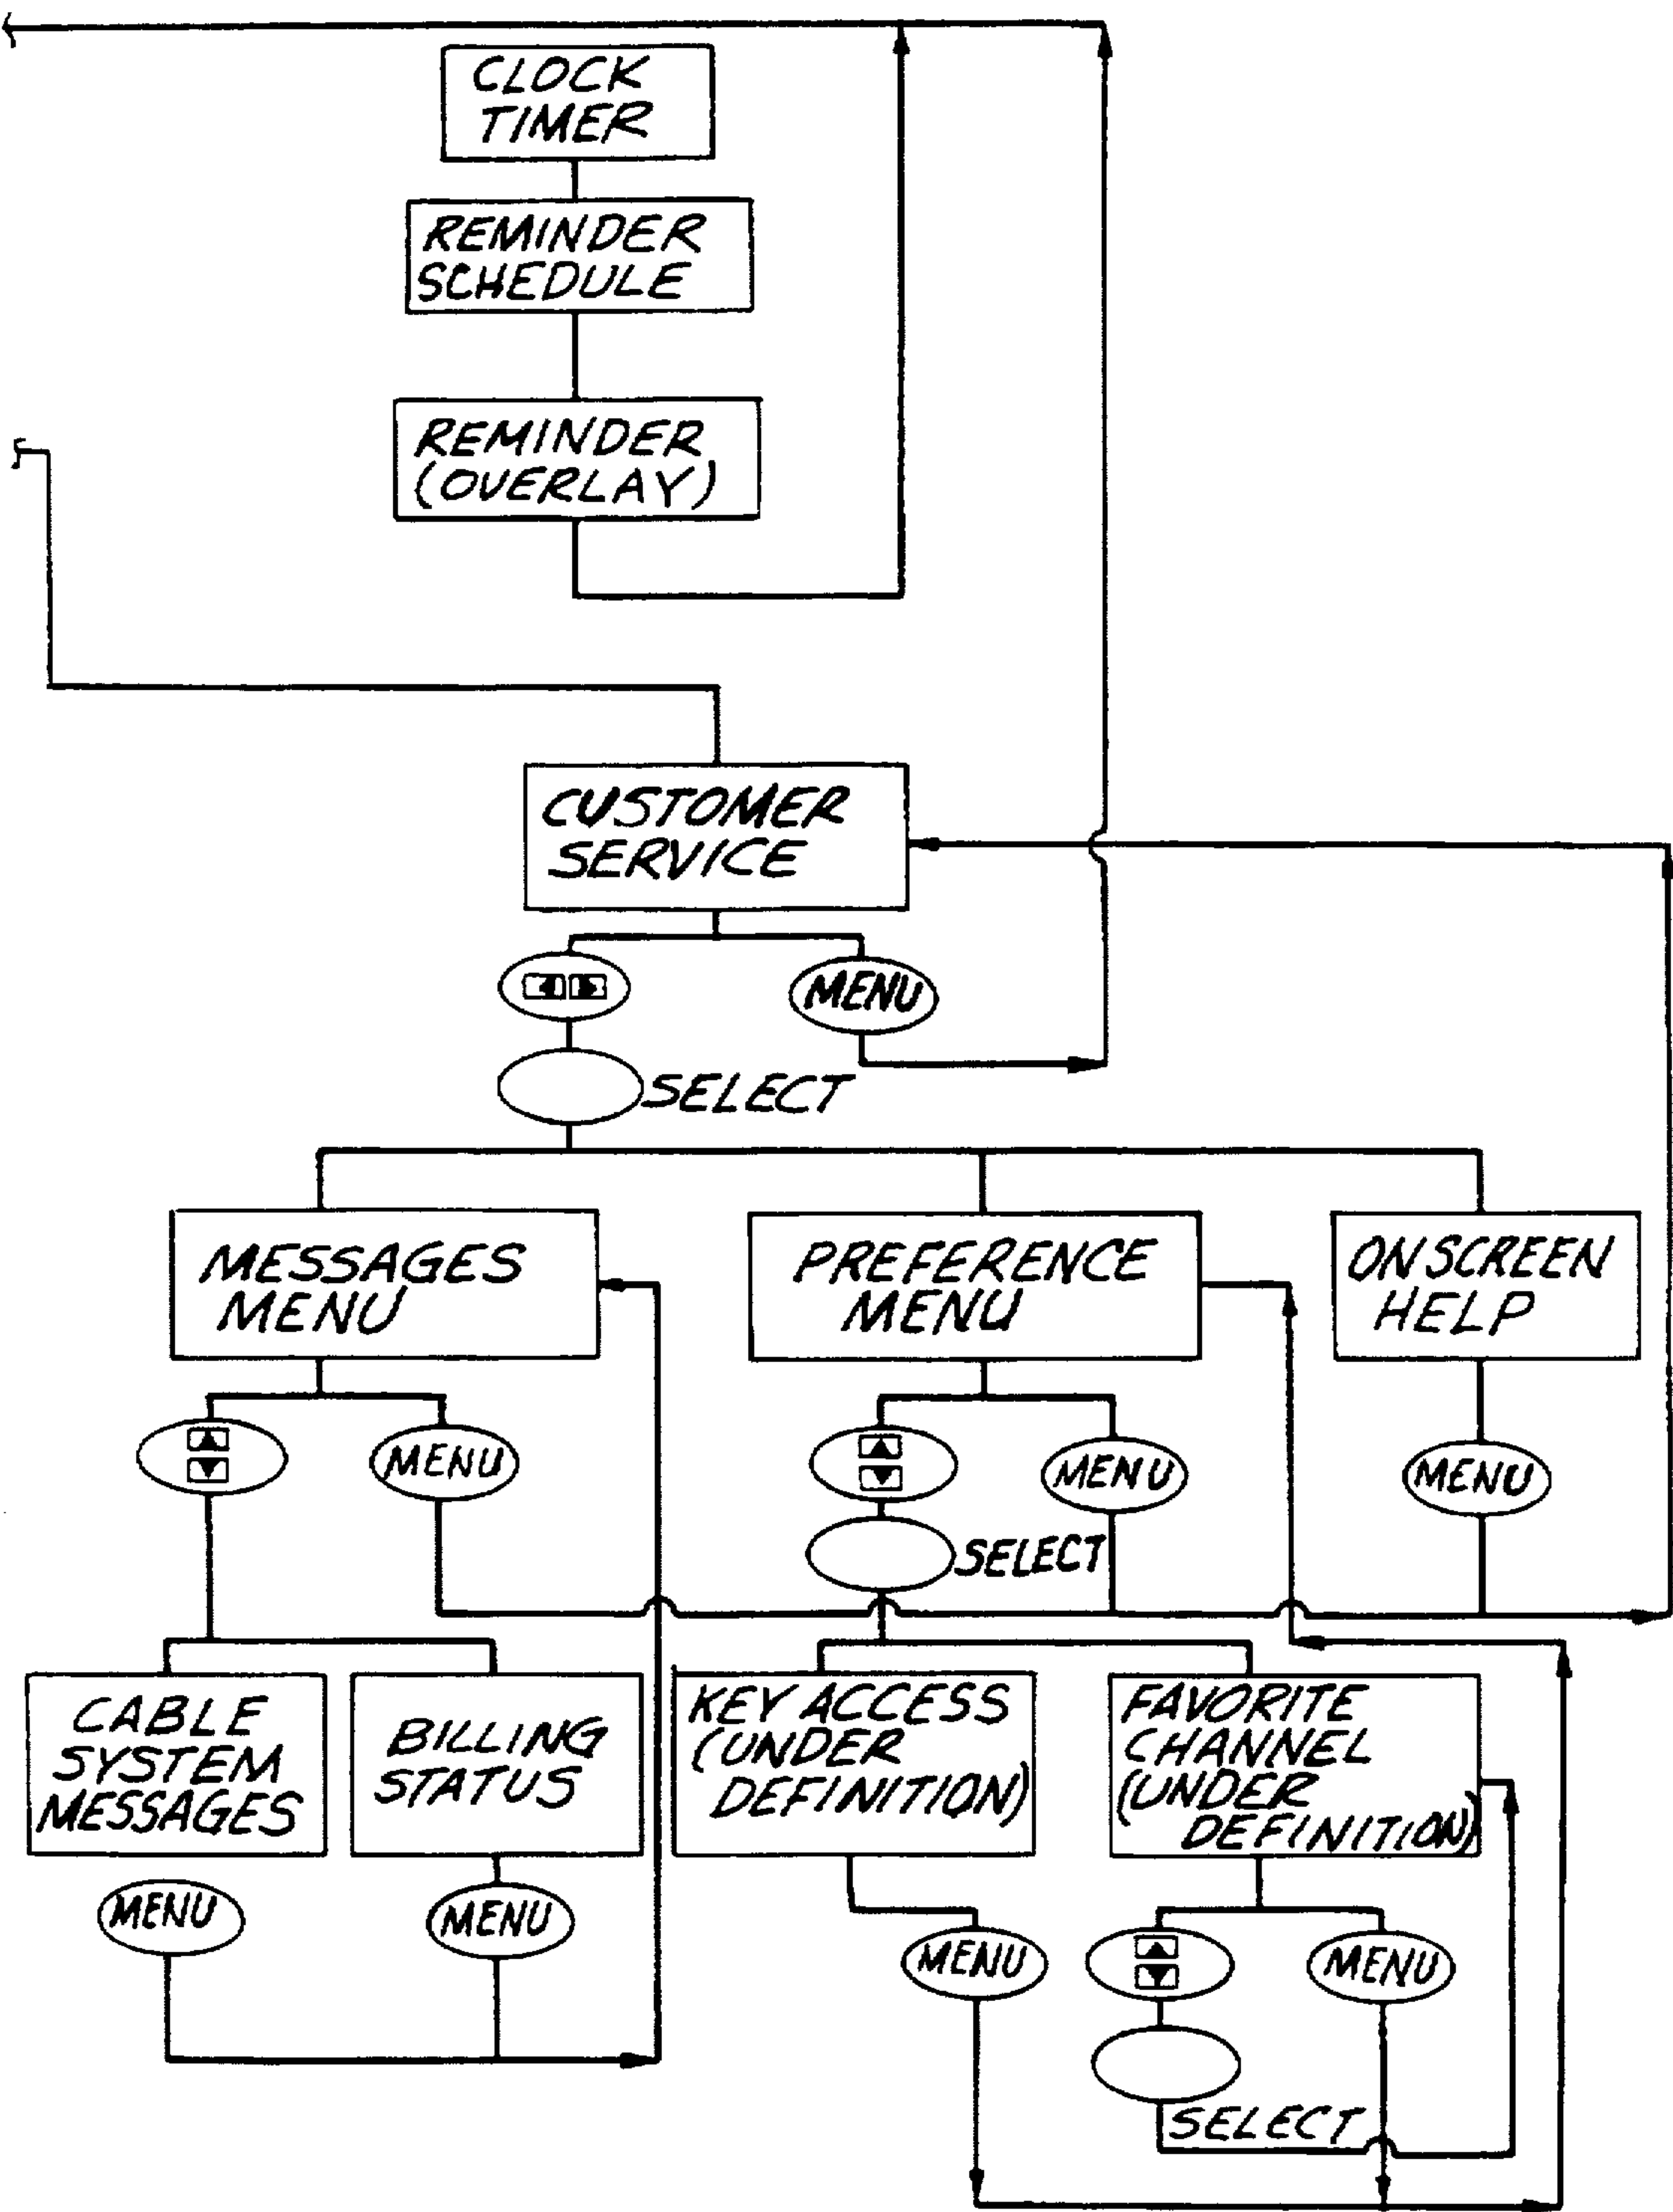 CLOCK
TIMER
REMINDER
SCHEDULE
REMINDER
(OVERLAY)
CUSTOMER
SERVICE
MENU
SELECT
MESSAGES
MENU
PREFERENCE
MENU
ON SCREEN
HELP
MENU
MENU
MENU
SELECT
CABLE
SYSTEM
MESSAGES
BILLING
STATUS
KEY ACCESS
(UNDER
DEFINITION)
FAVORITE
CHANNEL
(UNDER
DEFINITION)
MENU
MENU
MENU
MENU
SELECT